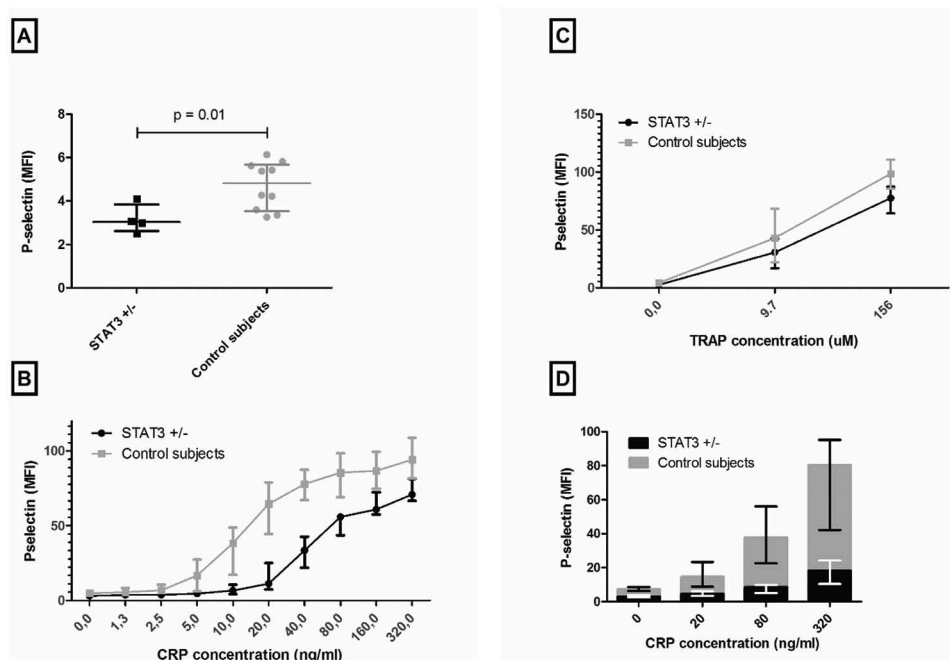 A
8
6
4
2
0
P-selectin (MFI)
p = 0.01
STAT3 +/-
Control subjects
B
STAT3 +/-
Control subjects
100
50
0
Pselectin (MFI)
0,0
1,3
2,5
5,0
10,0
20,0
40,0
80,0
160,0
320,0
CRP concentration (ng/ml)
C
150
100
50
0
Pselectin (MFI)
STAT3 +/-
Control subjects
0,0
9.7
156
TRAP concentration (uM)
D
STAT3 +/-
Control subjects
100
80
60
40
20
0
P-selectin (MFI)
0
20
80
320
CRP concentration (ng/ml)